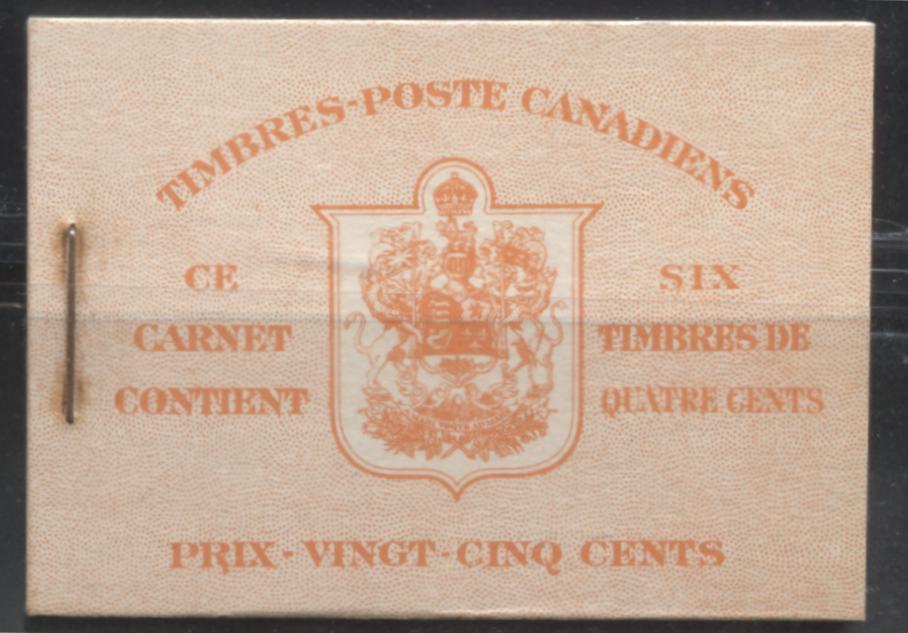 TIMBRES-POSTE CANADIENS
CE
CARNET
CONTIENT
SIX
TIMBRES DE
QUATRE CENTS
PRIX-VINGT-CINQ CENTS